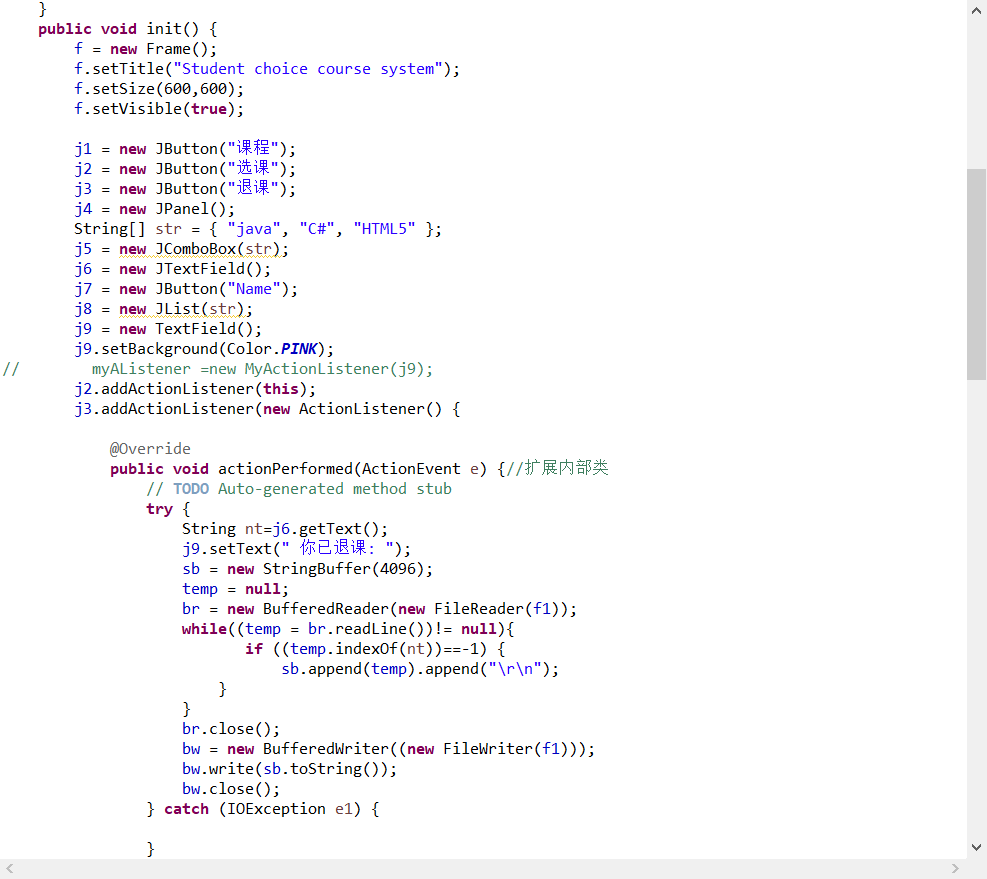 }
public void init() {
f = new Frame();
f.setTitle("Student choice course system");
f.setSize(600,600);
f.setVisible(true);
j1 = new JButton("课程");
j2 = new JButton("选课");
j3 = new JButton("退课");
j4 = new JPanel();
String[] str = { "java", "C#", "HTML5" };
j5 = new JComboBox(str);
j6 = new JTextField();
j7 = new JButton("Name");
j8 = new JList(str);
j9 = new TextField();
j9.setBackground(Color.PINK);
// myAListener =new MyActionListener(j9);
j2.addActionListener(this);
j3.addActionListener(new ActionListener() {
@Override
public void actionPerformed(ActionEvent e) {//扩展内部类
// TODO Auto-generated method stub
try {
String nt=j6.getText();
j9.setText(" 你已退课: ");
sb = new StringBuffer(4096);
temp = null;
br = new BufferedReader(new FileReader(f1));
while((temp = br.readLine())!= null){
if ((temp.indexOf(nt))==-1) {
sb.append(temp).append("\r\n");
}
}
br.close();
bw = new BufferedWriter((new FileWriter(f1)));
bw.write(sb.toString());
bw.close();
} catch (IOException e1) {
}